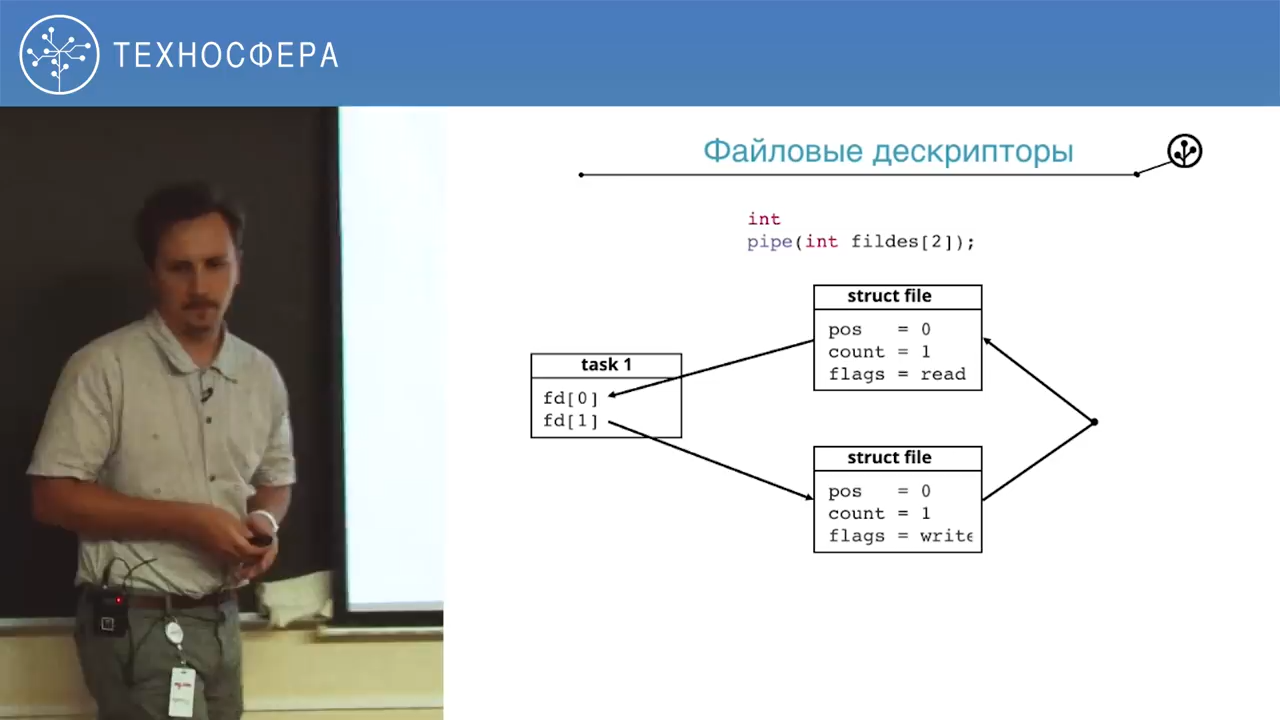 ТЕХНОСФЕРА
Файловые дескрипторы
int
pipe(int fildes[2]);
struct file
pos = 0
count = 1
flags = read
task 1
fd[0]
fd[1]
struct file
pos = 0
count = 1
flags = write